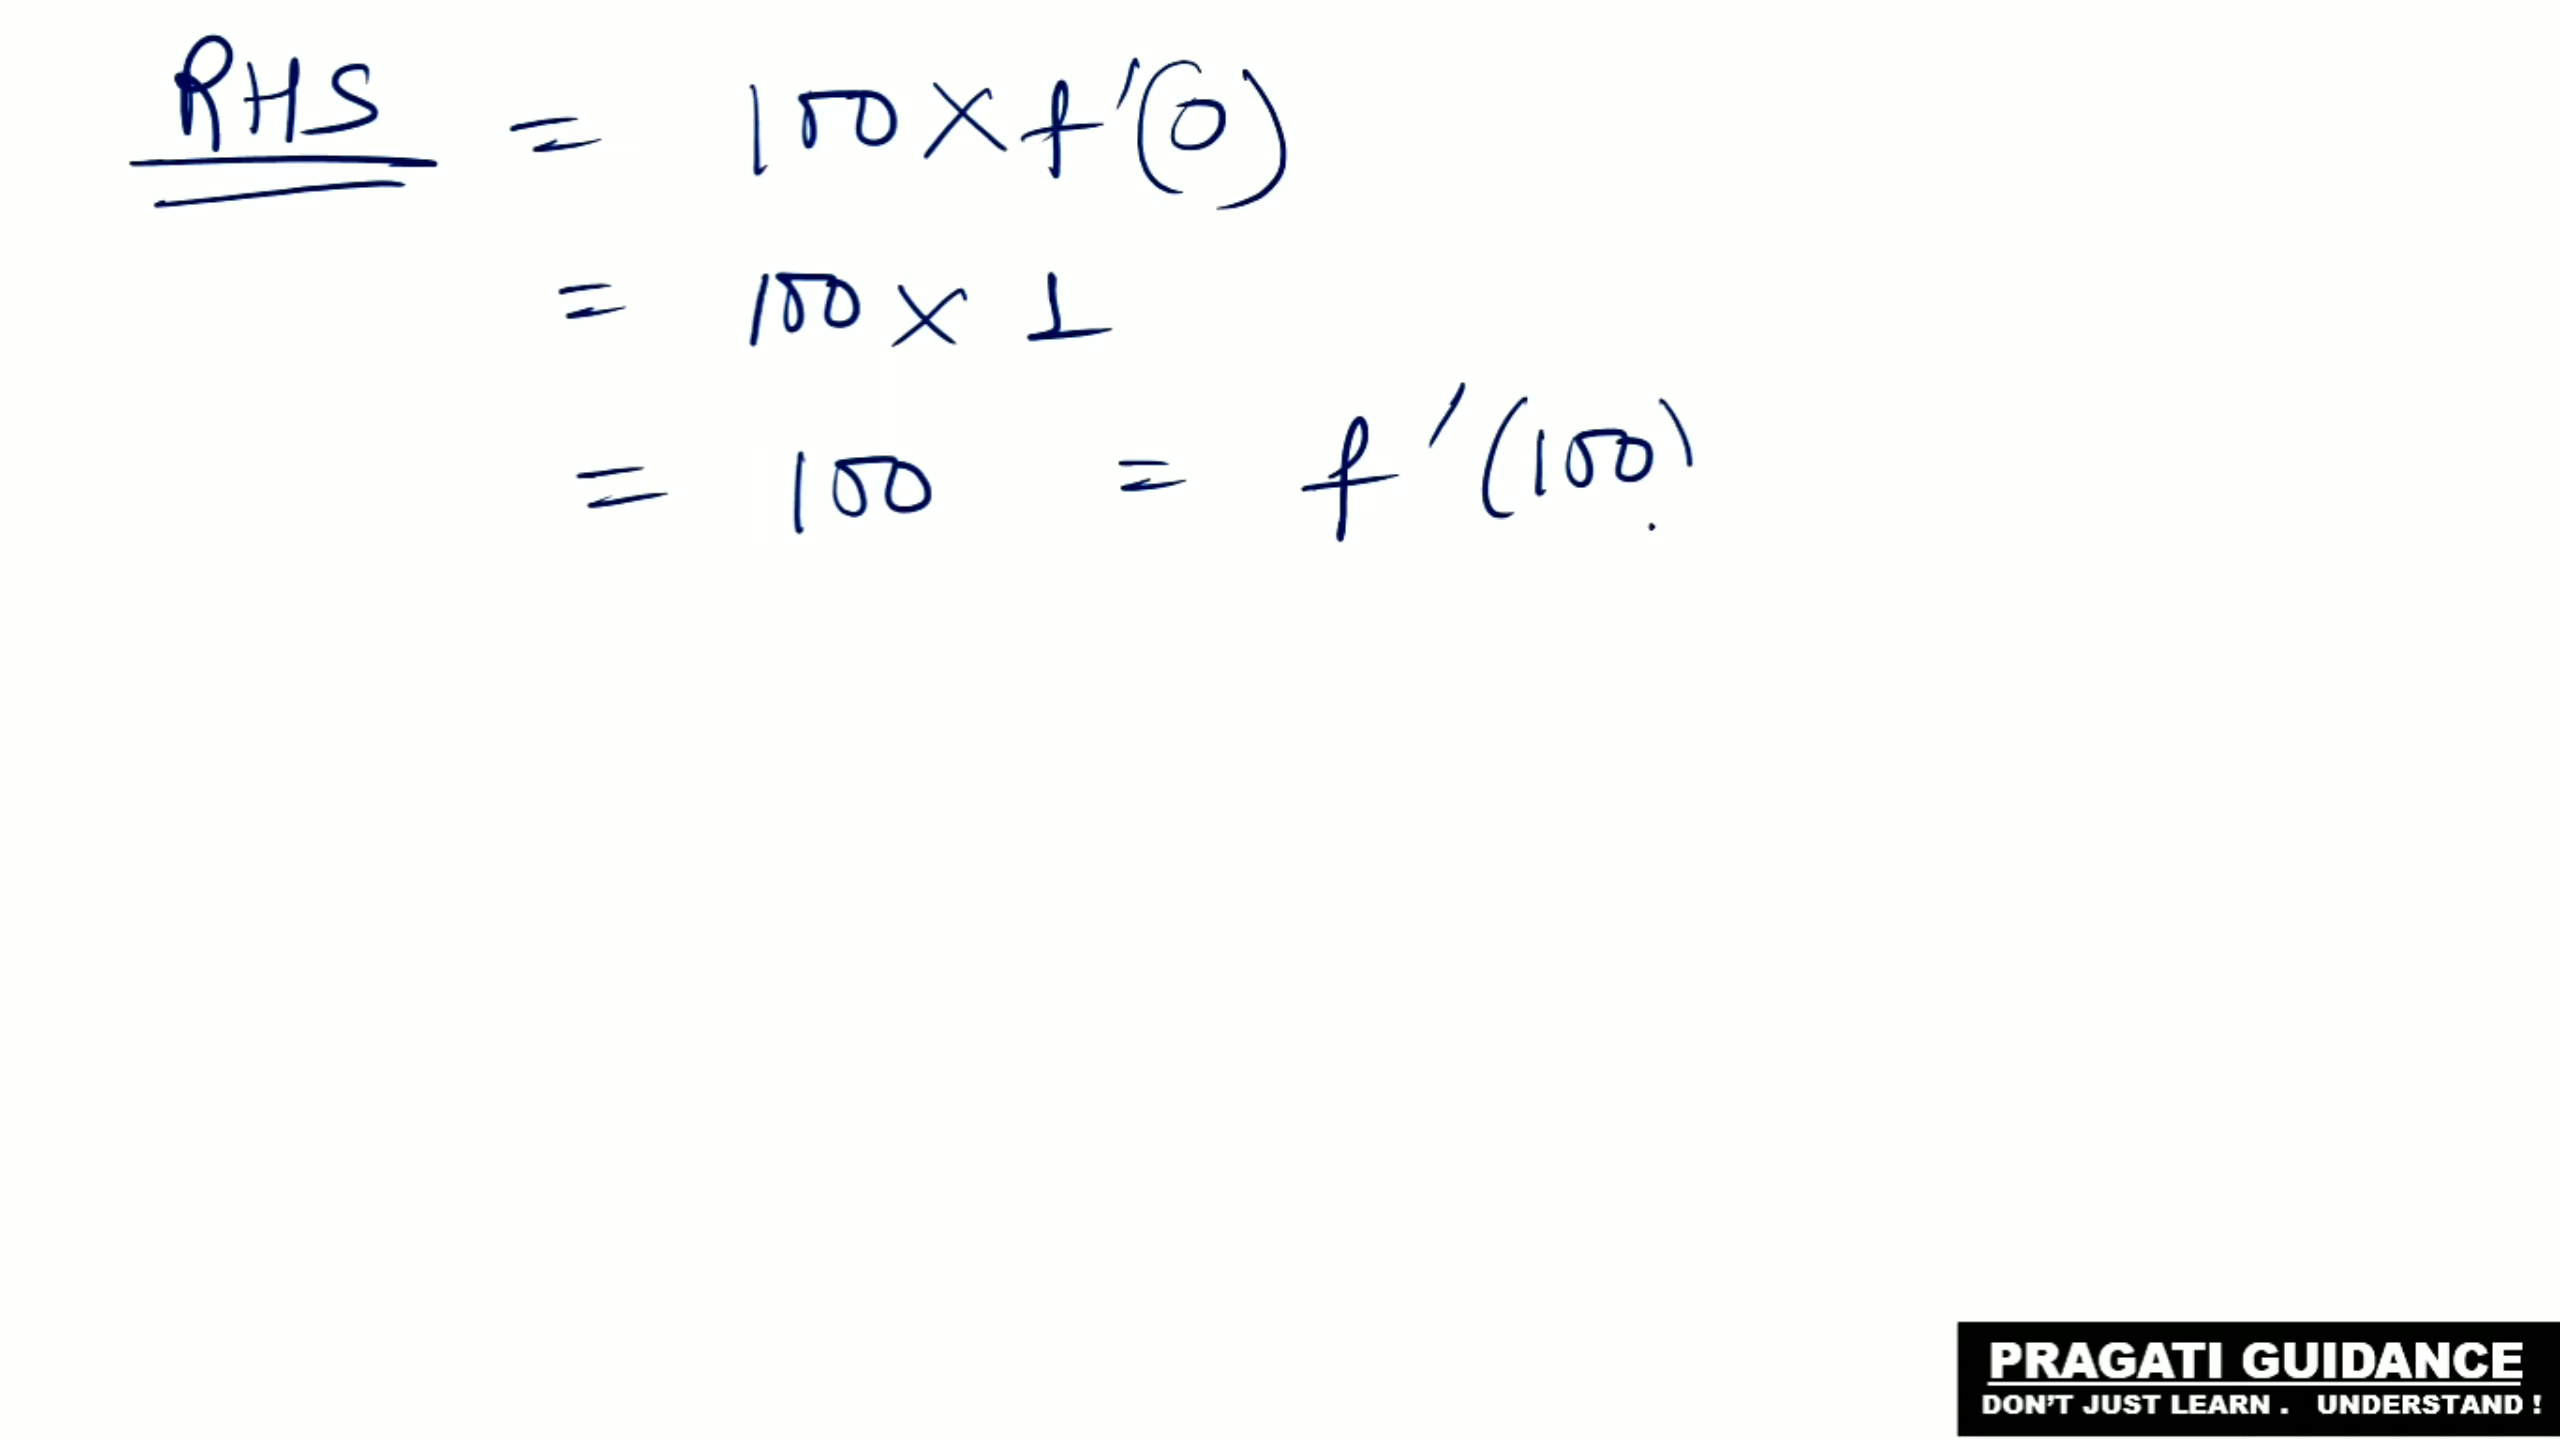 RHS = 100 × f'(0)
= 100 × 1
= 100 = f'(100)
PRAGATI GUIDANCE
DON'T JUST LEARN . UNDERSTAND !